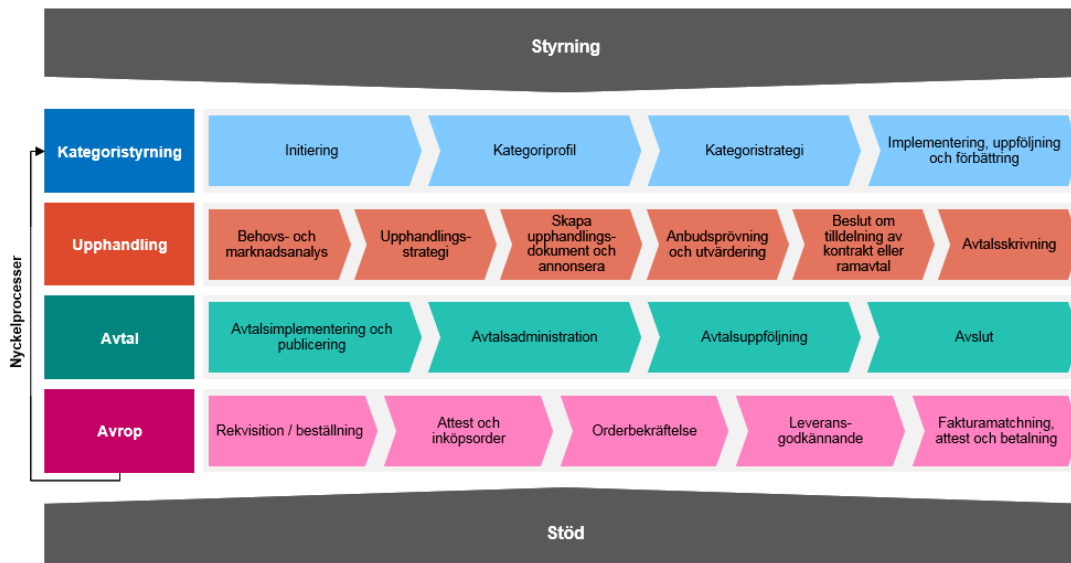 Styrning
Nyckelprocesser
Kategoristyrning
Initiering
Kategoriprofil
Kategoristrategi
Implementering, uppföljning
och förbättring
Upphandling
Behovs- och
marknadsanalys
Upphandlings-
strategi
Skapa
upphandlings-
dokument och
annonsera
Anbudsprövning
och utvärdering
Beslut om
tilldelning av
kontrakt eller
ramavtal
Avtalsskrivning
Avtal
Avtalsimplementering och
publicering
Avtalsadministration
Avtalsuppföljning
Avslut
Avrop
Rekvisition / beställning
Attest och
inköpsorder
Orderbekräftelse
Leverans-
godkännande
Fakturamatchning,
attest och betalning
Stöd